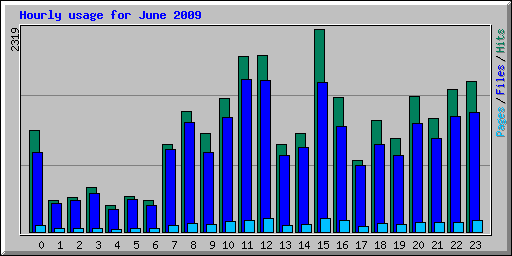 Hourly usage for June 2009
2319
Pages / Files / Hits
0 1 2 3 4 5 6 7 8 9 10 11 12 13 14 15 16 17 18 19 20 21 22 23